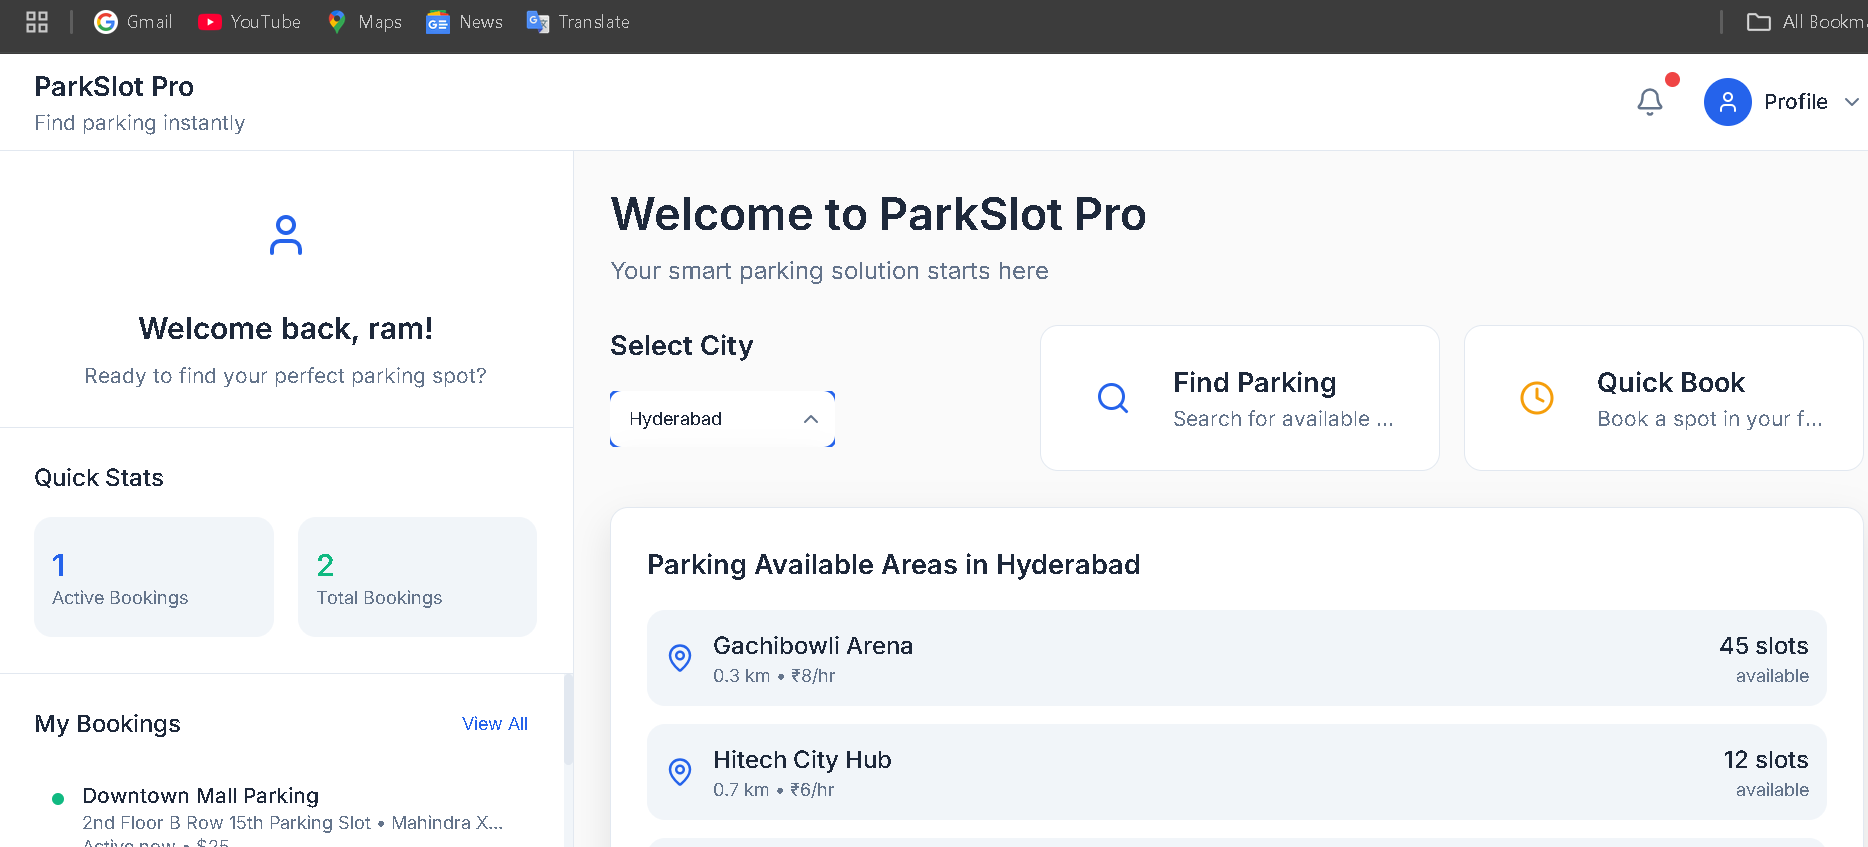 Gmail YouTube Maps News Translate All Bookm
ParkSlot Pro
Find parking instantly
Profile
Welcome back, ram!
Ready to find your perfect parking spot?
Quick Stats
1
Active Bookings
2
Total Bookings
My Bookings
View All
Downtown Mall Parking
2nd Floor B Row 15th Parking Slot • Mahindra X...
Active now • $25
Welcome to ParkSlot Pro
Your smart parking solution starts here
Select City
Hyderabad
Find Parking
Search for available ...
Quick Book
Book a spot in your f...
Parking Available Areas in Hyderabad
Gachibowli Arena
0.3 km • ₹8/hr
45 slots
available
Hitech City Hub
0.7 km • ₹6/hr
12 slots
available